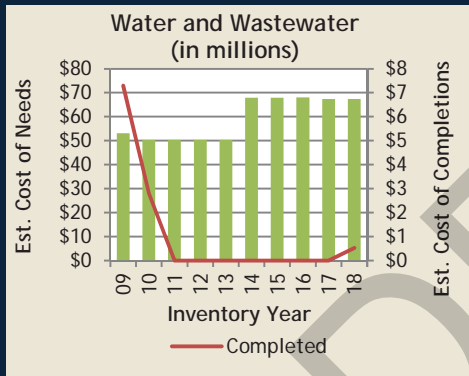 Water and Wastewater
(in millions)
Est. Cost of Needs
$80
$70
$60
$50
$40
$30
$20
$10
$0
$8
$7
$6
$5
$4
$3
$2
$1
$0
Est. Cost of Completions
09 10 11 12 13 14 15 16 17 18
Inventory Year
Completed